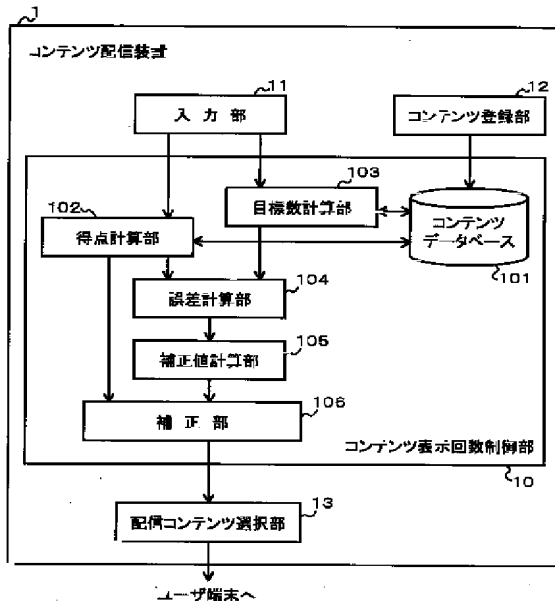 1
コンテンツ配信装置
11
入 力 部
12
コンテンツ登録部
103
目標数計算部
102
得点計算部
コンテンツ
データベース
101
104
誤差計算部
105
補正値計算部
106
補 正 部
コンテンツ表示回数制御部
10
13
配信コンテンツ選択部
ユーザ端末へ